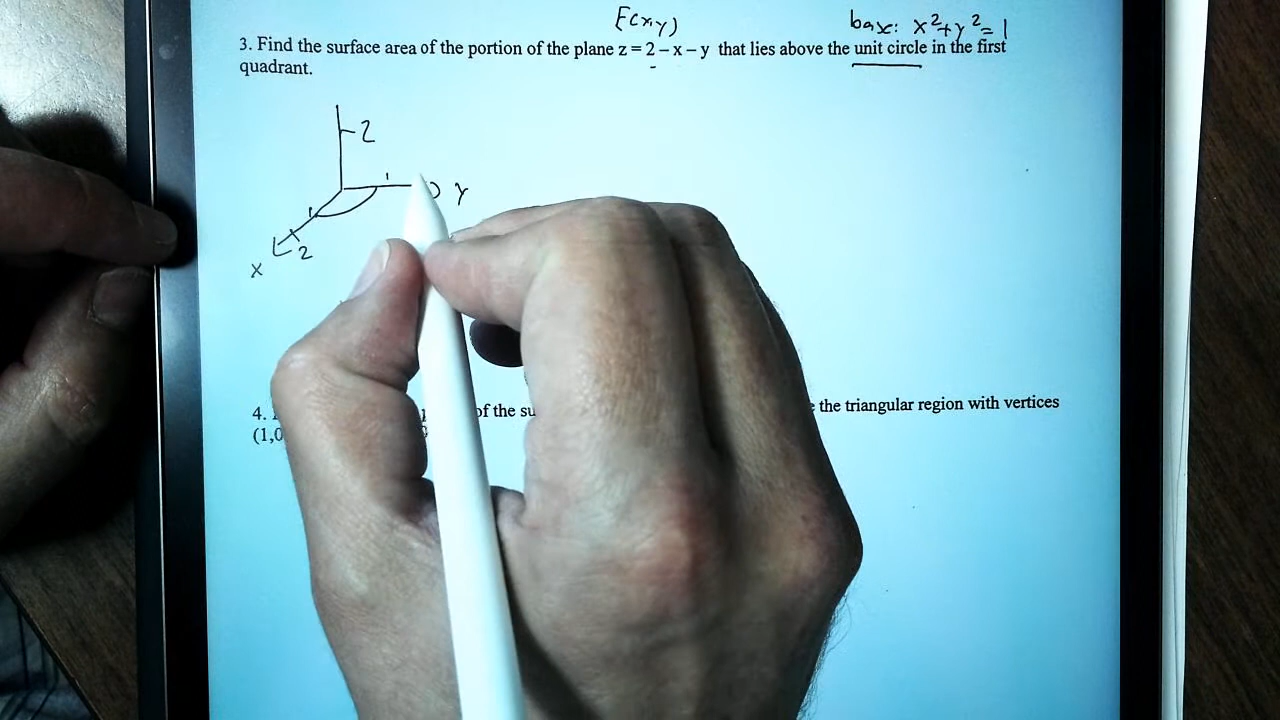 F(x,y)
base: x²+y²=1
3. Find the surface area of the portion of the plane z = 2 – x – y that lies above the unit circle in the first
quadrant.
2
1
y
1
2
x
4. of the su the triangular region with vertices
(1,0